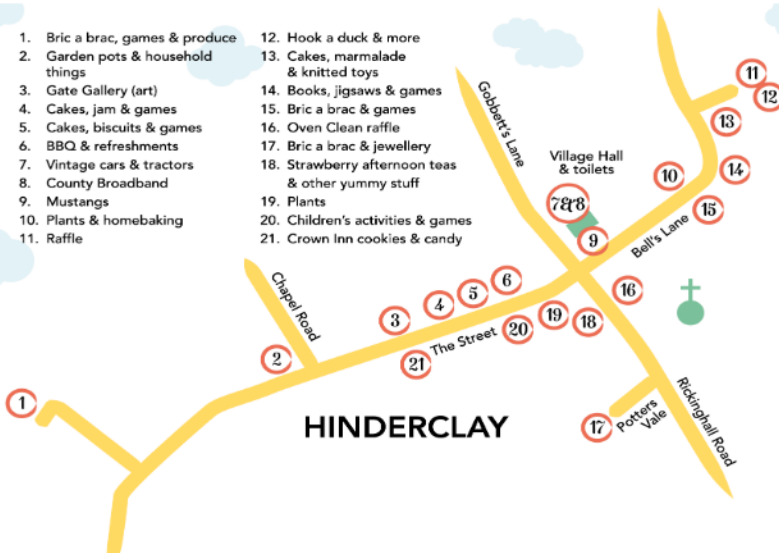 1. Bric a brac, games & produce
2. Garden pots & household
things
3. Gate Gallery (art)
4. Cakes, jam & games
5. Cakes, biscuits & games
6. BBQ & refreshments
7. Vintage cars & tractors
8. County Broadband
9. Mustangs
10. Plants & homebaking
11. Raffle
12. Hook a duck & more
13. Cakes, marmalade
& knitted toys
14. Books, jigsaws & games
15. Bric a brac & games
16. Oven Clean raffle
17. Bric a brac & jewellery
18. Strawberry afternoon teas
& other yummy stuff
19. Plants
20. Children's activities & games
21. Crown Inn cookies & candy
Gobbett's Lane
Village Hall
& toilets
7&8
9
10
11
12
13
14
15
Bell's Lane
16
Chapel Road
2
3
4
5
6
The Street
21
20
19
18
1
HINDERCLAY
17
Potters
Vale
Rickinghall Road